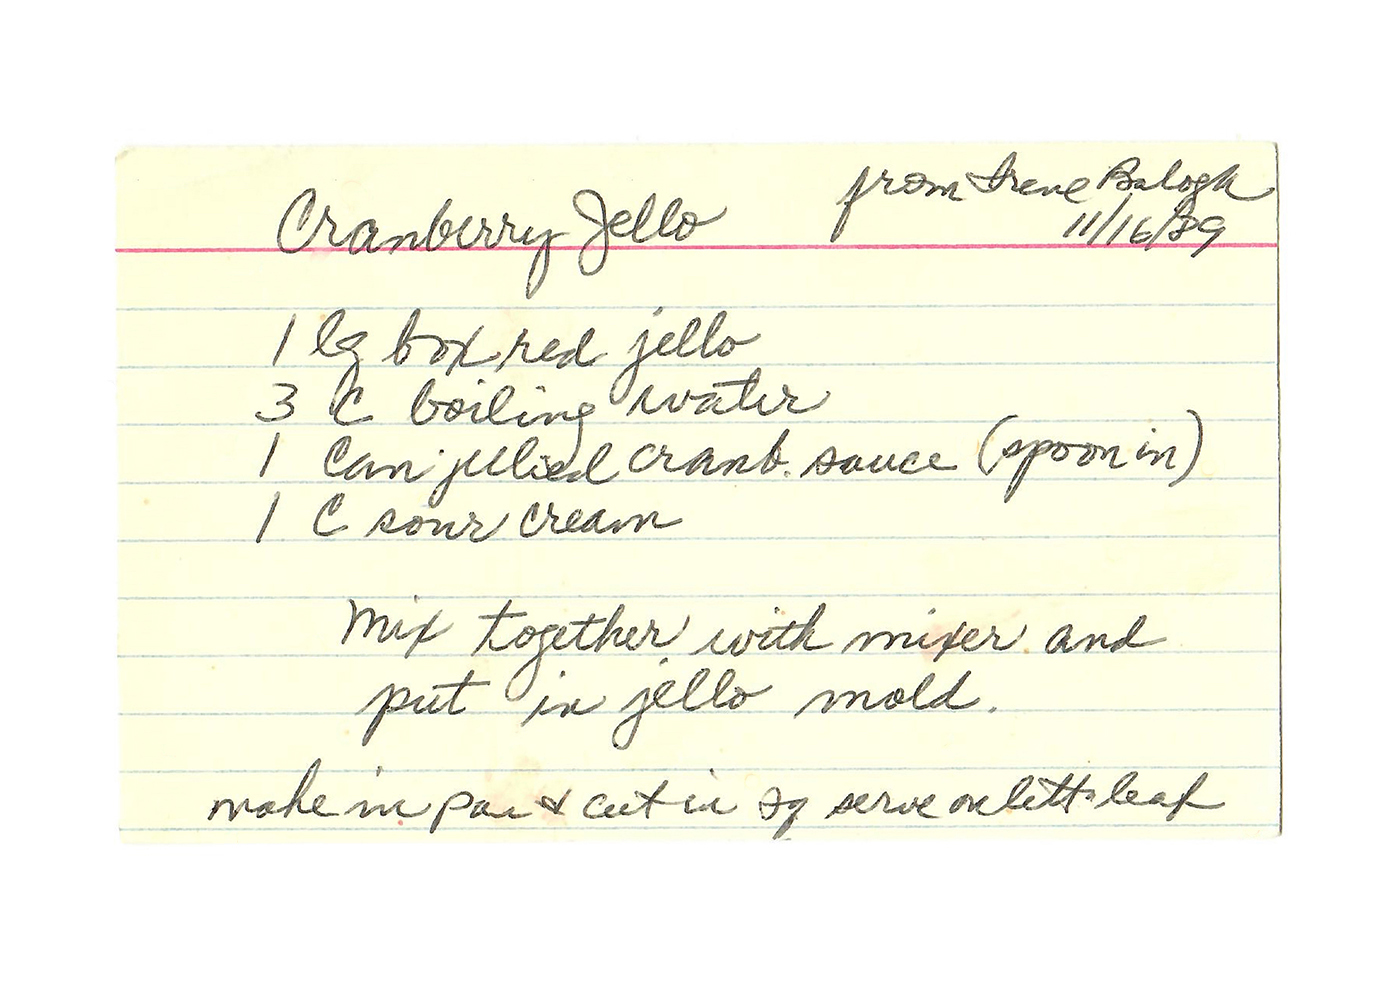 from Irene Balogh
Cranberry Jello
11/16/89
1 lg box red jello
3 C boiling water
1 Can jellied cranb. sauce (spoon in)
1 C sour cream
Mix together with mixer and
put in jello mold.
make in pan & cut in sq serve on lett. leaf